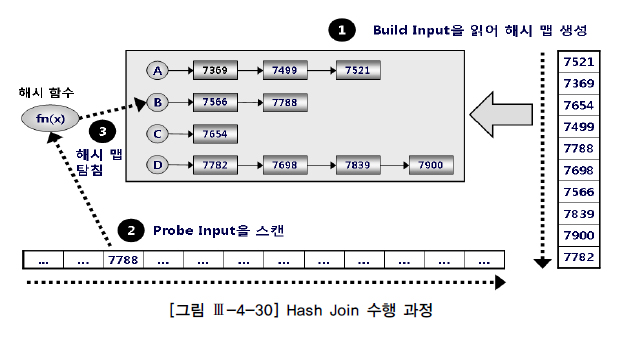 1 Build Input을 읽어 해시 맵 생성
A 7369 7499 7521
B 7566 7788
C 7654
D 7782 7698 7839 7900
7521
7369
7654
7499
7788
7698
7566
7839
7900
7782
해시 함수
fn(x)
3 해시 맵
탐침
2 Probe Input을 스캔
... ... 7788 ... ... ... ... ... ... ... ... ...
[그림 Ⅲ-4-30] Hash Join 수행 과정